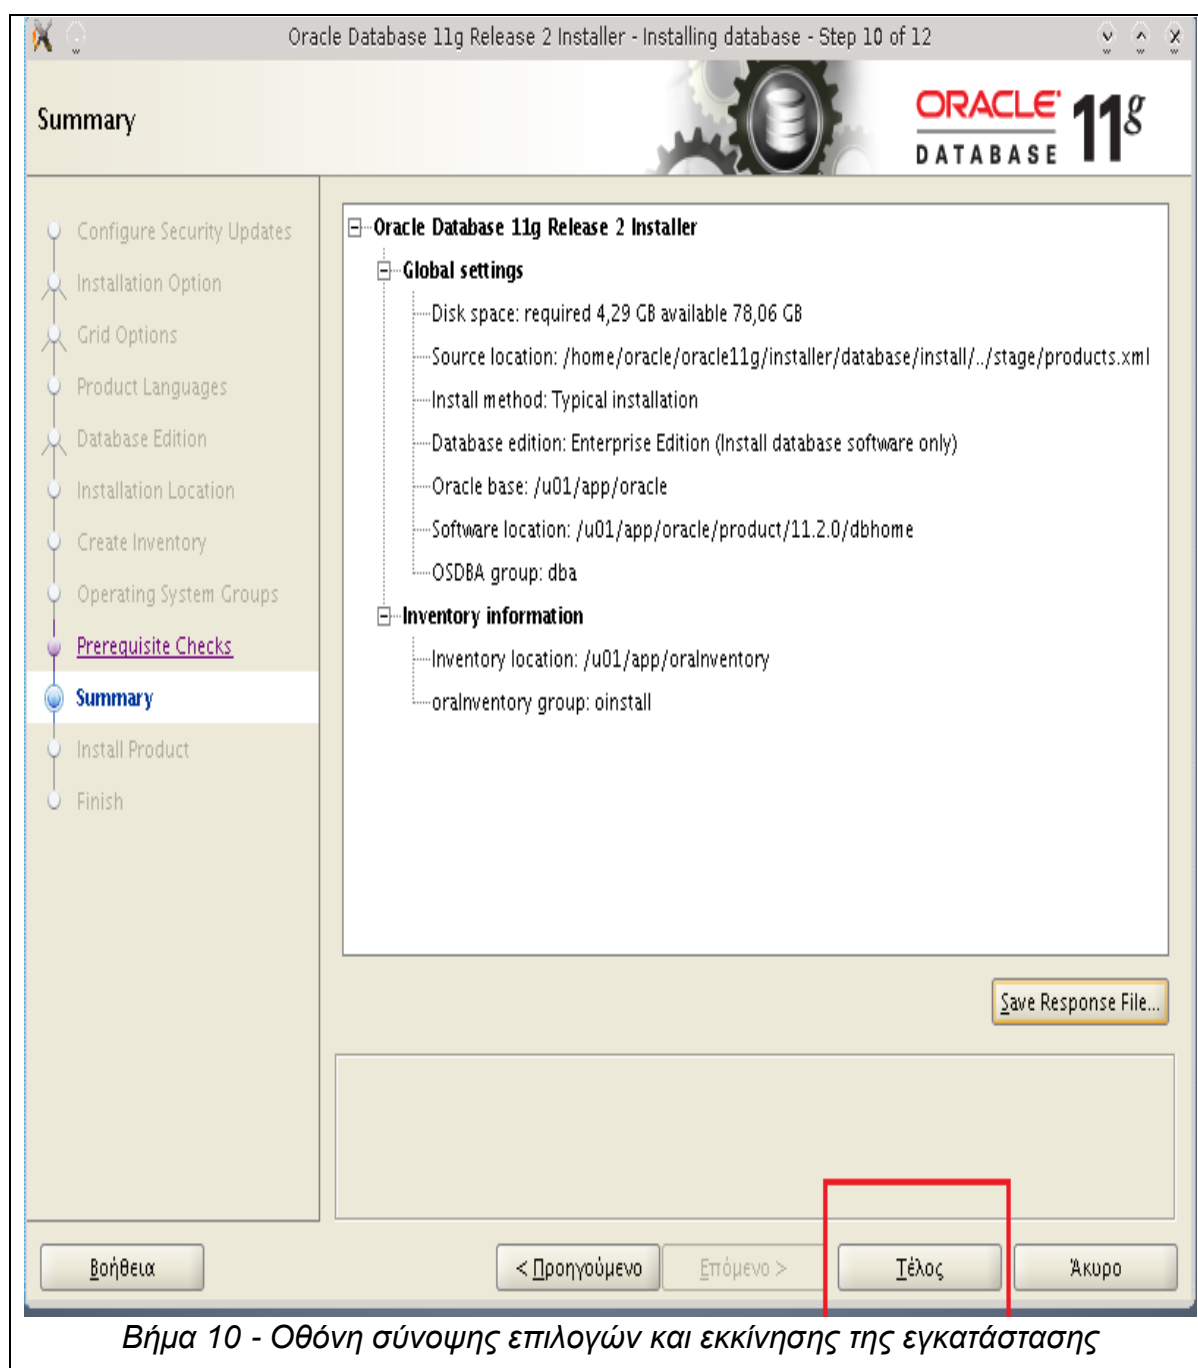 Oracle Database 11g Release 2 Installer - Installing database - Step 10 of 12
Summary
ORACLE
DATABASE
11g
Configure Security Updates
Installation Option
Grid Options
Product Languages
Database Edition
Installation Location
Create Inventory
Operating System Groups
Prerequisite Checks
Summary
Install Product
Finish
Oracle Database 11g Release 2 Installer
Global settings
Disk space: required 4,29 GB available 78,06 GB
Source location: /home/oracle/oracle11g/installer/database/install/../stage/products.xml
Install method: Typical installation
Database edition: Enterprise Edition (Install database software only)
Oracle base: /u01/app/oracle
Software location: /u01/app/oracle/product/11.2.0/dbhome
OSDBA group: dba
Inventory information
Inventory location: /u01/app/oraInventory
oraInventory group: oinstall
Save Response File...
Βοήθεια
< Προηγούμενο
Επόμενο >
Τέλος
Άκυρο
Βήμα 10 - Οθόνη σύνοψης επιλογών και εκκίνησης της εγκατάστασης